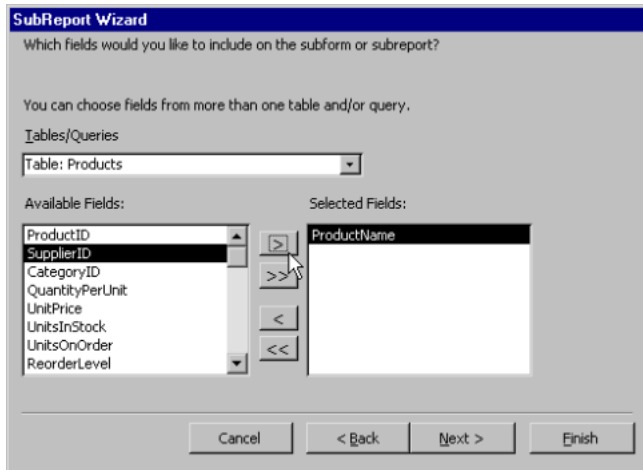 SubReport Wizard
Which fields would you like to include on the subform or subreport?
You can choose fields from more than one table and/or query.
Tables/Queries
Table: Products
Available Fields:
Selected Fields:
ProductID
SupplierID
CategoryID
QuantityPerUnit
UnitPrice
UnitsInStock
UnitsOnOrder
ReorderLevel
>
>>
<
<<
ProductName
Cancel
< Back
Next >
Finish